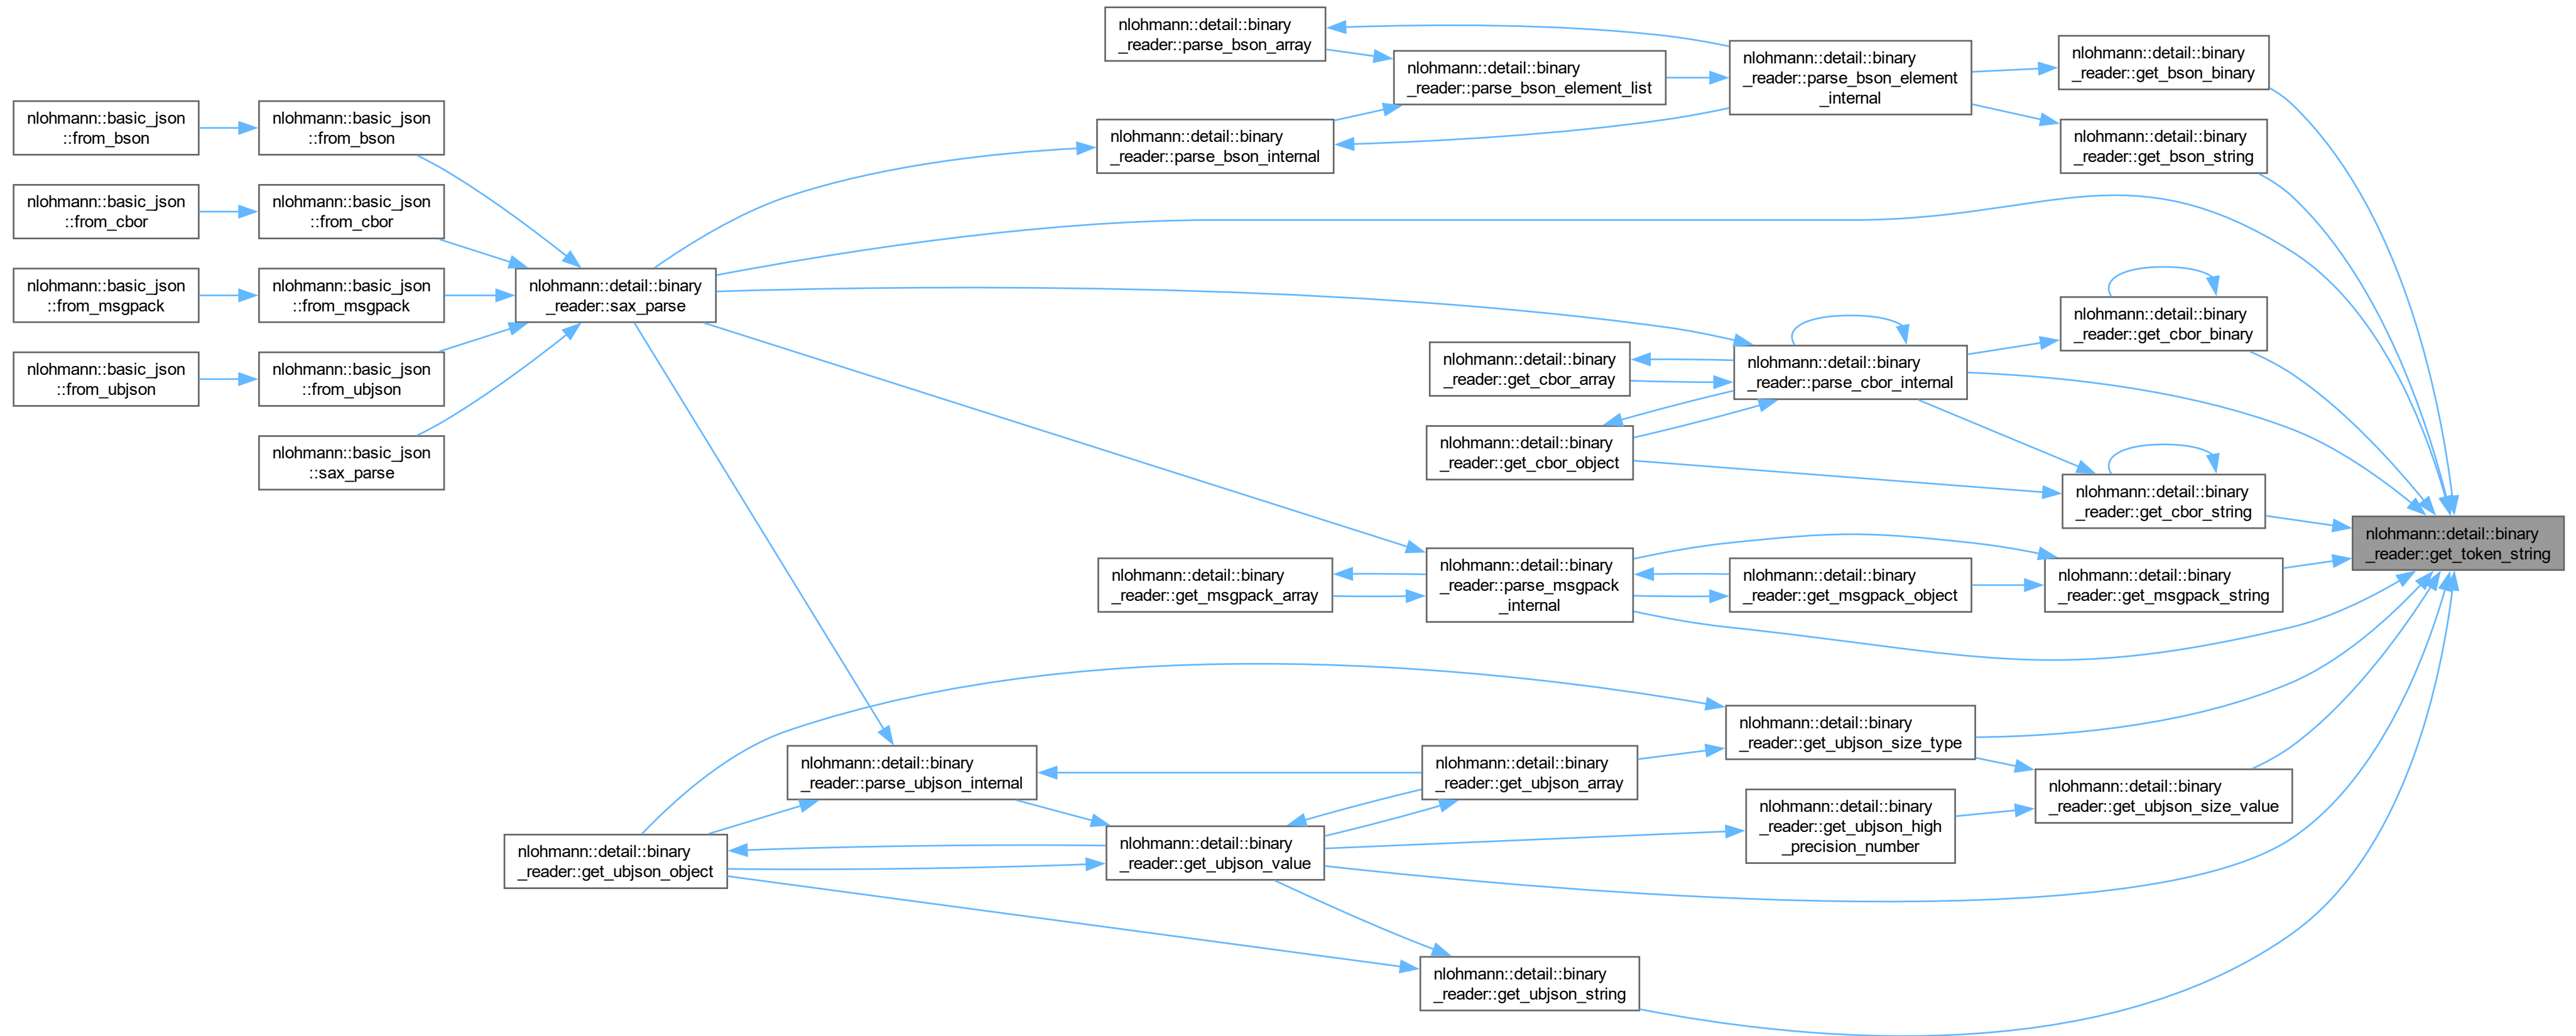 nlohmann::detail::binary
_reader::parse_bson_array
nlohmann::detail::binary
_reader::parse_bson_element_list
nlohmann::detail::binary
_reader::parse_bson_element
_internal
nlohmann::detail::binary
_reader::get_bson_binary
nlohmann::basic_json
::from_bson
nlohmann::basic_json
::from_bson
nlohmann::detail::binary
_reader::parse_bson_internal
nlohmann::detail::binary
_reader::get_bson_string
nlohmann::basic_json
::from_cbor
nlohmann::basic_json
::from_cbor
nlohmann::basic_json
::from_msgpack
nlohmann::basic_json
::from_msgpack
nlohmann::detail::binary
_reader::sax_parse
nlohmann::detail::binary
_reader::get_cbor_binary
nlohmann::basic_json
::from_ubjson
nlohmann::basic_json
::from_ubjson
nlohmann::detail::binary
_reader::get_cbor_array
nlohmann::detail::binary
_reader::parse_cbor_internal
nlohmann::basic_json
::sax_parse
nlohmann::detail::binary
_reader::get_cbor_object
nlohmann::detail::binary
_reader::get_cbor_string
nlohmann::detail::binary
_reader::get_token_string
nlohmann::detail::binary
_reader::get_msgpack_array
nlohmann::detail::binary
_reader::parse_msgpack
_internal
nlohmann::detail::binary
_reader::get_msgpack_object
nlohmann::detail::binary
_reader::get_msgpack_string
nlohmann::detail::binary
_reader::get_ubjson_size_type
nlohmann::detail::binary
_reader::parse_ubjson_internal
nlohmann::detail::binary
_reader::get_ubjson_array
nlohmann::detail::binary
_reader::get_ubjson_size_value
nlohmann::detail::binary
_reader::get_ubjson_high
_precision_number
nlohmann::detail::binary
_reader::get_ubjson_object
nlohmann::detail::binary
_reader::get_ubjson_value
nlohmann::detail::binary
_reader::get_ubjson_string